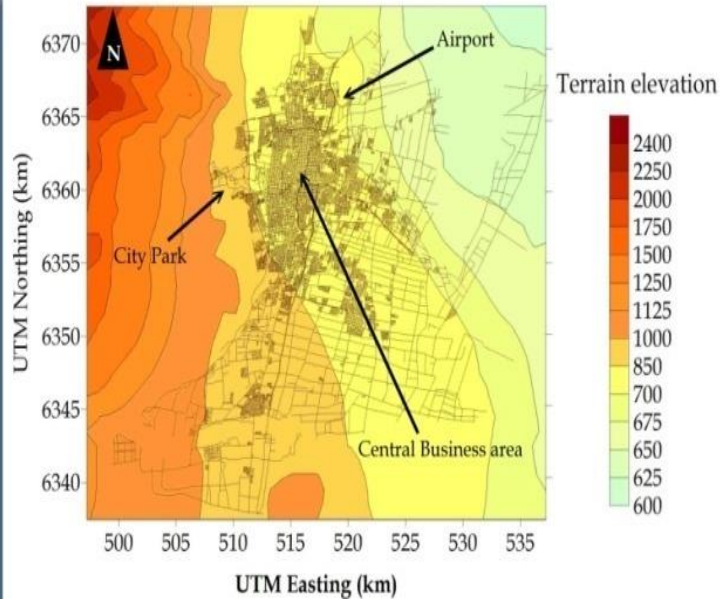 N
Airport
City Park
Central Business area
UTM Northing (km)
6370
6365
6360
6355
6350
6345
6340
500 505 510 515 520 525 530 535
UTM Easting (km)
Terrain elevation
2400
2250
2000
1750
1500
1250
1125
1000
850
700
675
650
625
600